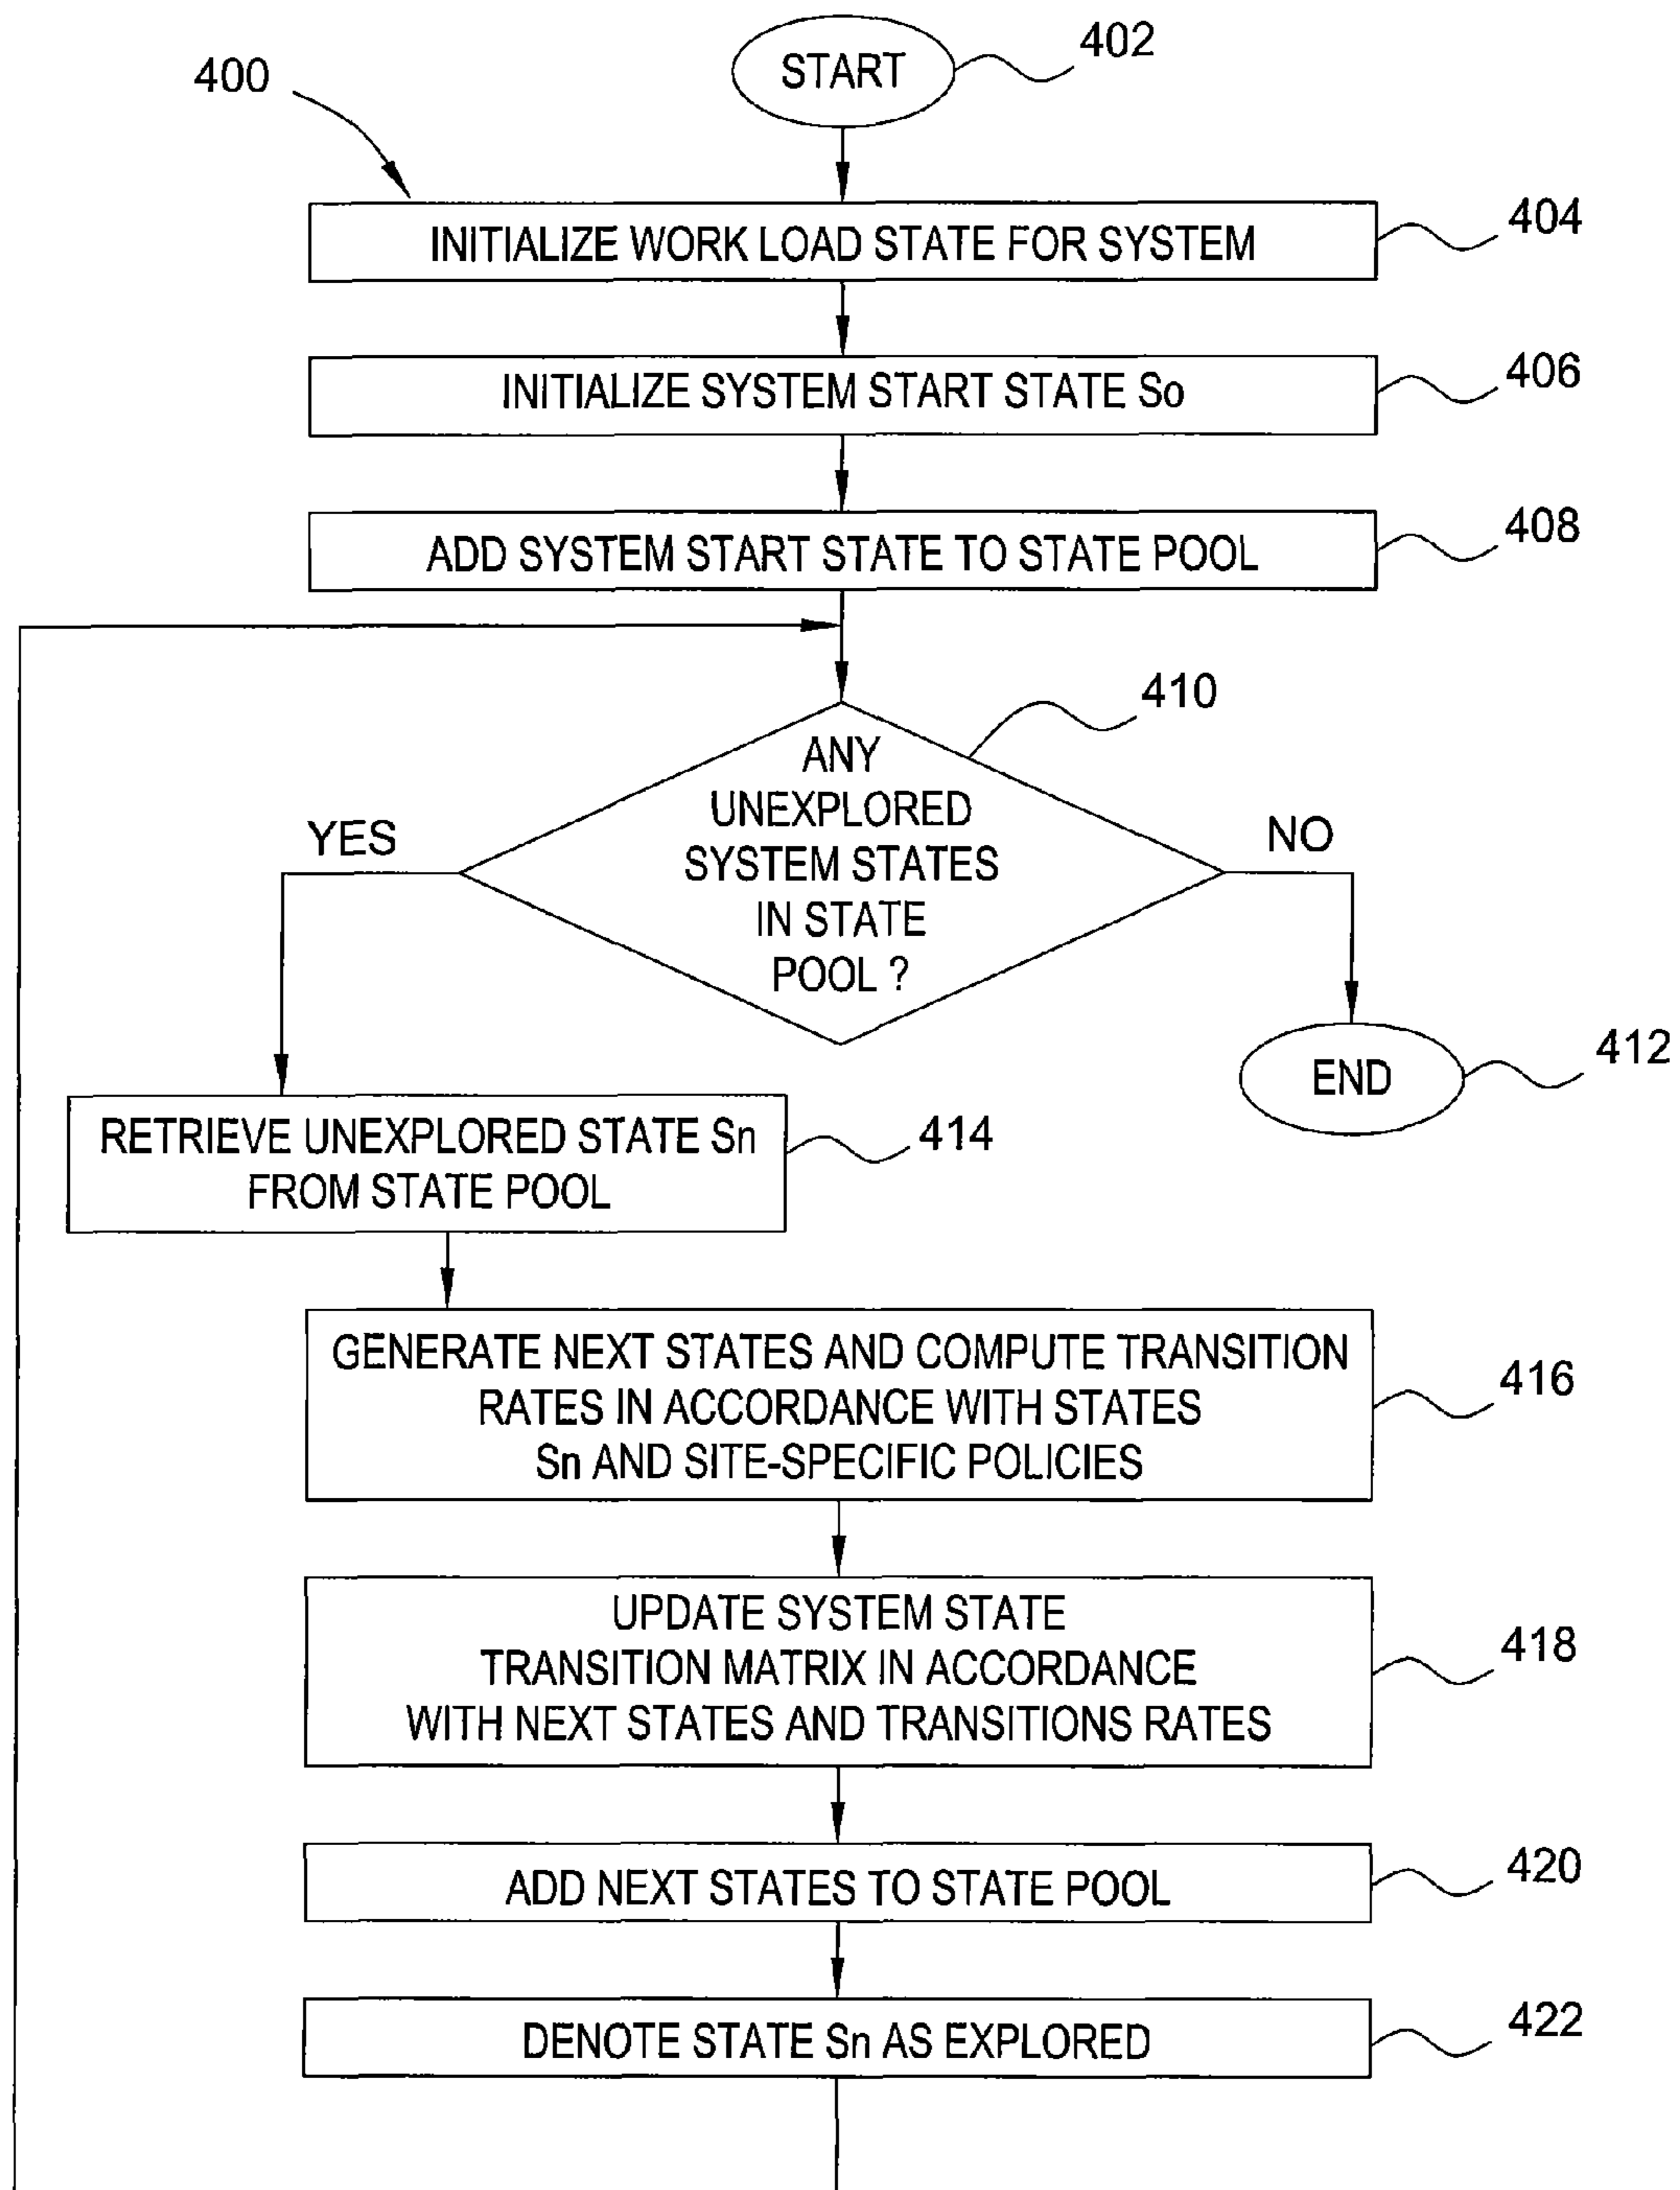 400
START
402
INITIALIZE WORK LOAD STATE FOR SYSTEM
404
INITIALIZE SYSTEM START STATE So
406
ADD SYSTEM START STATE TO STATE POOL
408
410
ANY
UNEXPLORED
SYSTEM STATES
IN STATE
POOL ?
YES
NO
END
412
RETRIEVE UNEXPLORED STATE Sn
FROM STATE POOL
414
GENERATE NEXT STATES AND COMPUTE TRANSITION
RATES IN ACCORDANCE WITH STATES
Sn AND SITE-SPECIFIC POLICIES
416
UPDATE SYSTEM STATE
TRANSITION MATRIX IN ACCORDANCE
WITH NEXT STATES AND TRANSITIONS RATES
418
ADD NEXT STATES TO STATE POOL
420
DENOTE STATE Sn AS EXPLORED
422